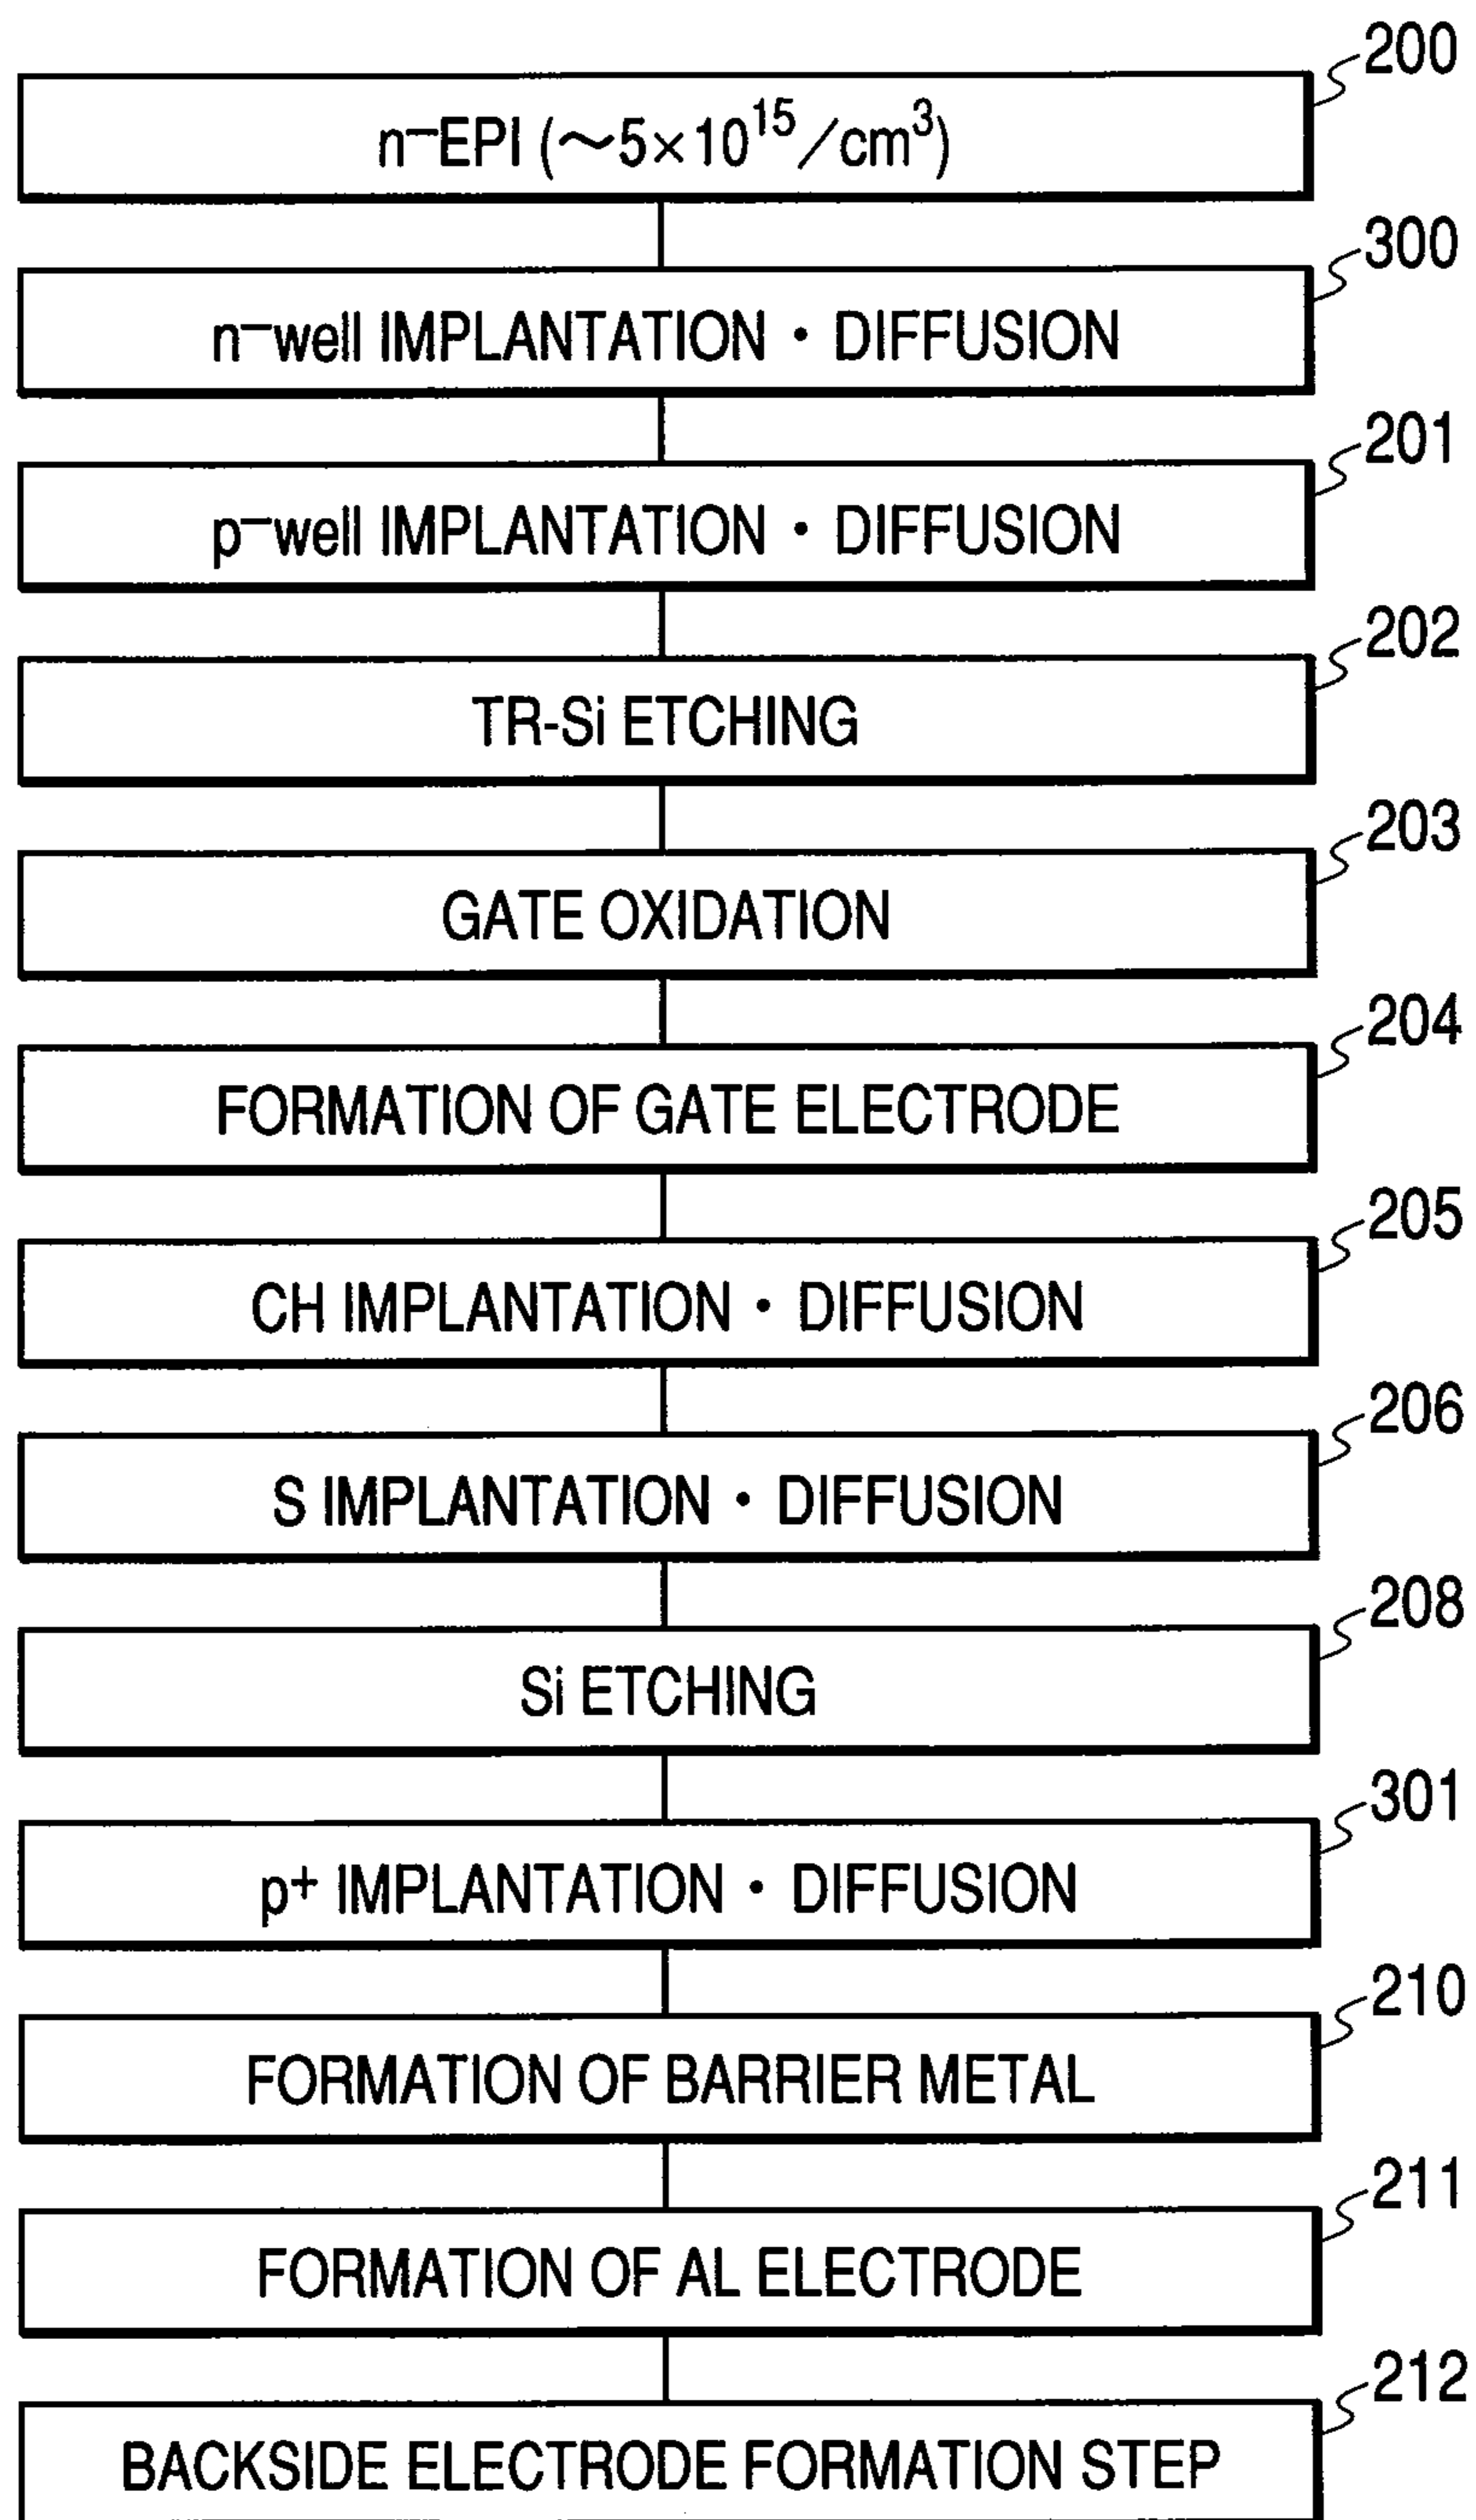 200
n⁻EPI (~5×10¹⁵/cm³)
300
n⁻well IMPLANTATION • DIFFUSION
201
p⁻well IMPLANTATION • DIFFUSION
202
TR-Si ETCHING
203
GATE OXIDATION
204
FORMATION OF GATE ELECTRODE
205
CH IMPLANTATION • DIFFUSION
206
S IMPLANTATION • DIFFUSION
208
Si ETCHING
301
p⁺ IMPLANTATION • DIFFUSION
210
FORMATION OF BARRIER METAL
211
FORMATION OF AL ELECTRODE
212
BACKSIDE ELECTRODE FORMATION STEP